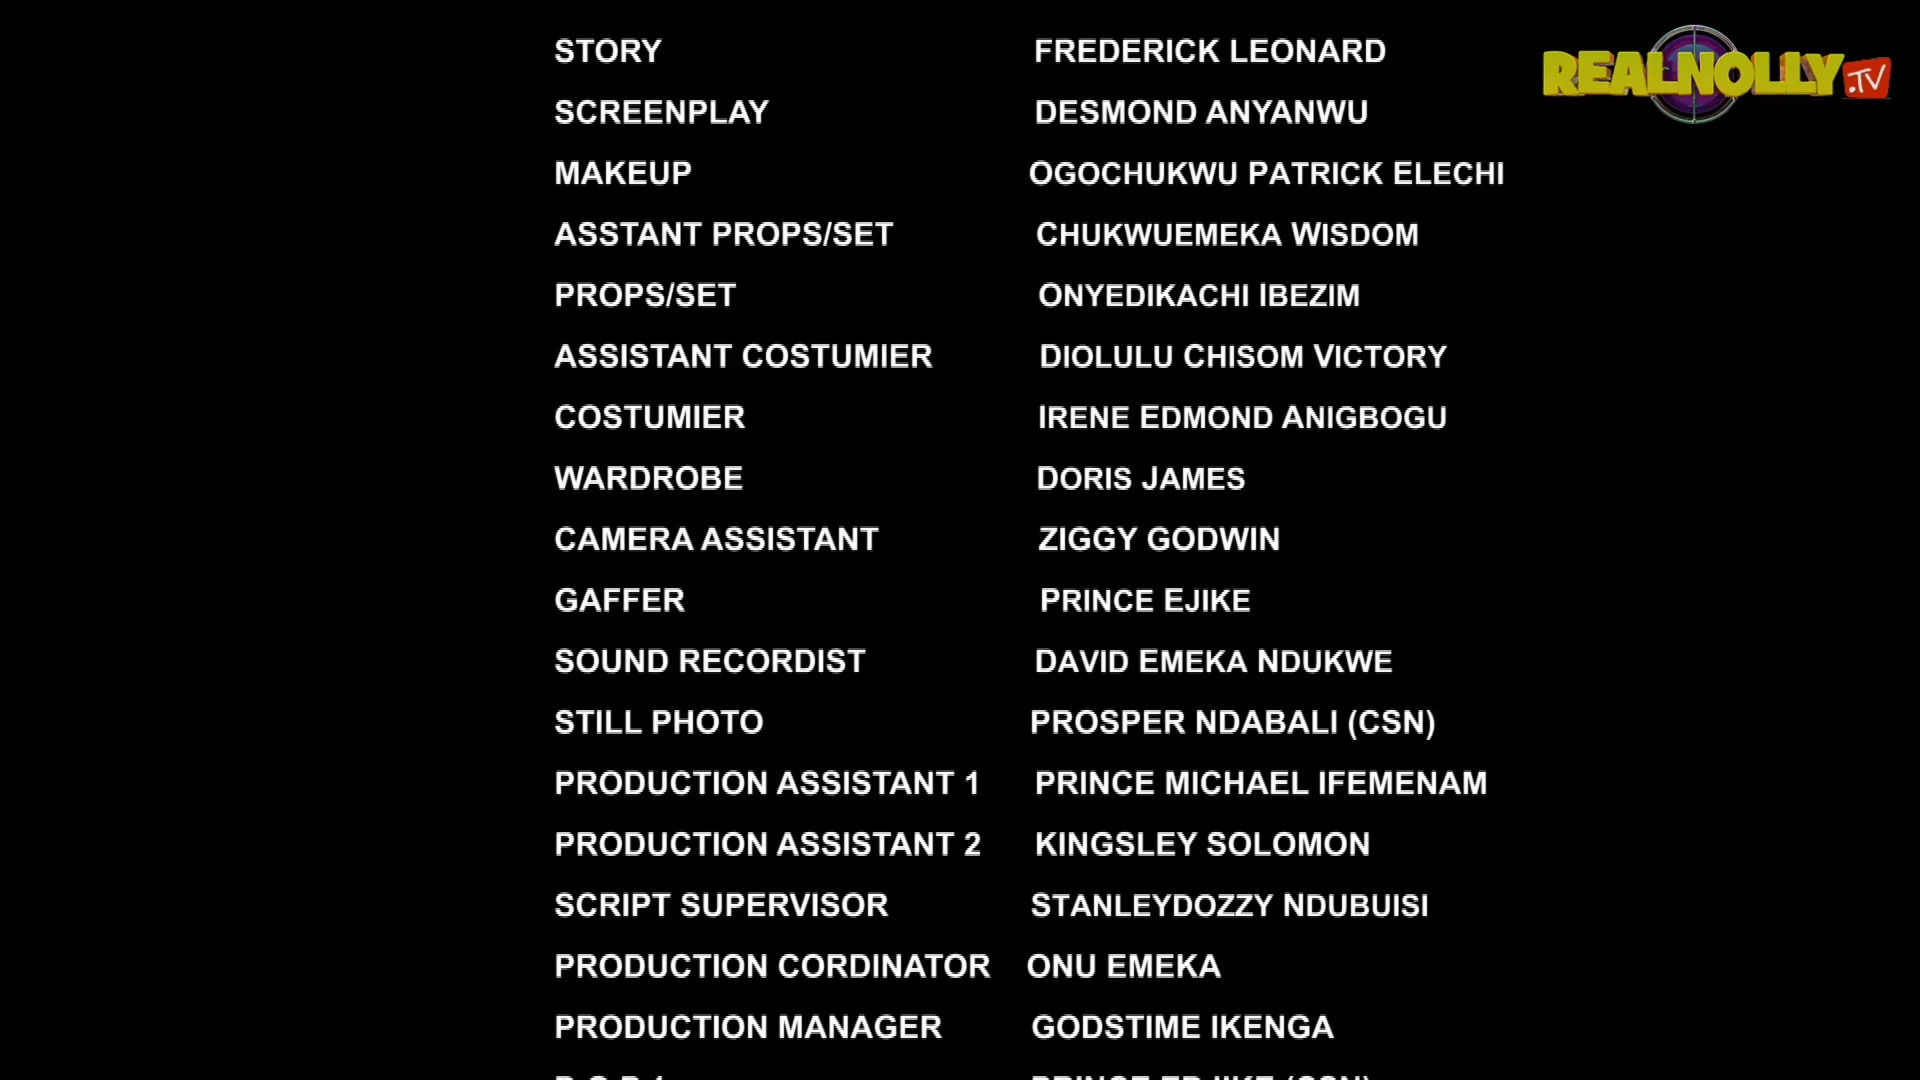 STORY FREDERICK LEONARD
REALNOLLY.TV
SCREENPLAY DESMOND ANYANWU
MAKEUP OGOCHUKWU PATRICK ELECHI
ASSTANT PROPS/SET CHUKWUEMEKA WISDOM
PROPS/SET ONYEDIKACHI IBEZIM
ASSISTANT COSTUMIER DIOLULU CHISOM VICTORY
COSTUMIER IRENE EDMOND ANIGBOGU
WARDROBE DORIS JAMES
CAMERA ASSISTANT ZIGGY GODWIN
GAFFER PRINCE EJIKE
SOUND RECORDIST DAVID EMEKA NDUKWE
STILL PHOTO PROSPER NDABALI (CSN)
PRODUCTION ASSISTANT 1 PRINCE MICHAEL IFEMENAM
PRODUCTION ASSISTANT 2 KINGSLEY SOLOMON
SCRIPT SUPERVISOR STANLEYDOZZY NDUBUISI
PRODUCTION CORDINATOR ONU EMEKA
PRODUCTION MANAGER GODSTIME IKENGA